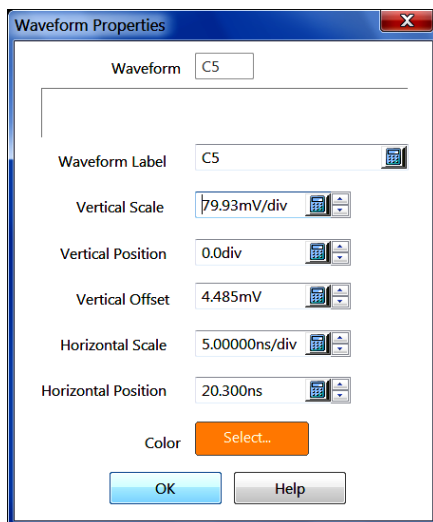 Waveform Properties X
Waveform C5
Waveform Label C5
Vertical Scale 79.93mV/div
Vertical Position 0.0div
Vertical Offset 4.485mV
Horizontal Scale 5.00000ns/div
Horizontal Position 20.300ns
Color Select...
OK Help